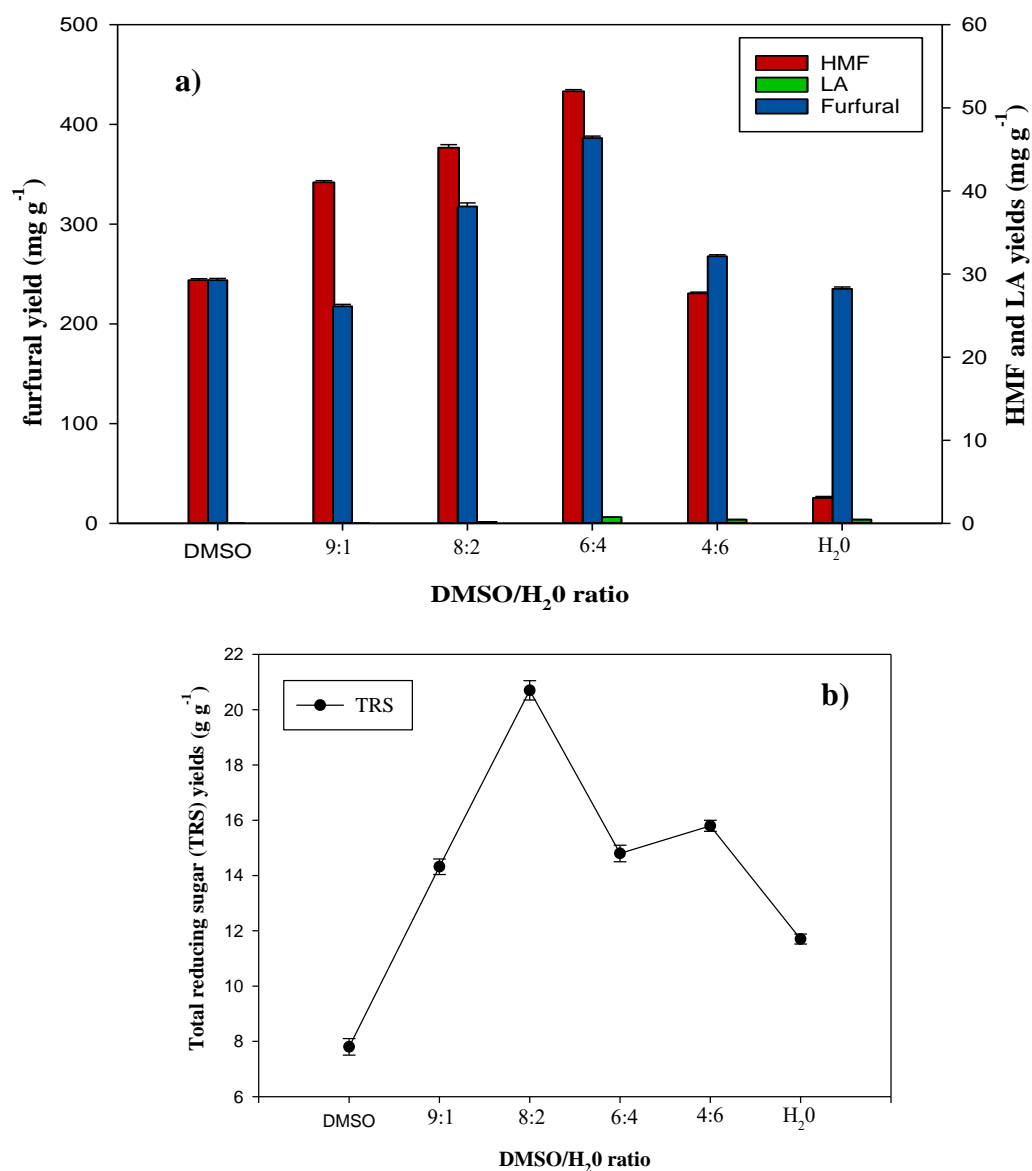 a)
HMF
LA
Furfural
furfural yield (mg g⁻¹)
500
400
300
200
100
0
HMF and LA yields (mg g⁻¹)
60
50
40
30
20
10
0
DMSO 9:1 8:2 6:4 4:6 H₂0
DMSO/H₂0 ratio
b)
TRS
Total reducing sugar (TRS) yields (g g⁻¹)
22
20
18
16
14
12
10
8
6
DMSO 9:1 8:2 6:4 4:6 H₂0
DMSO/H₂0 ratio